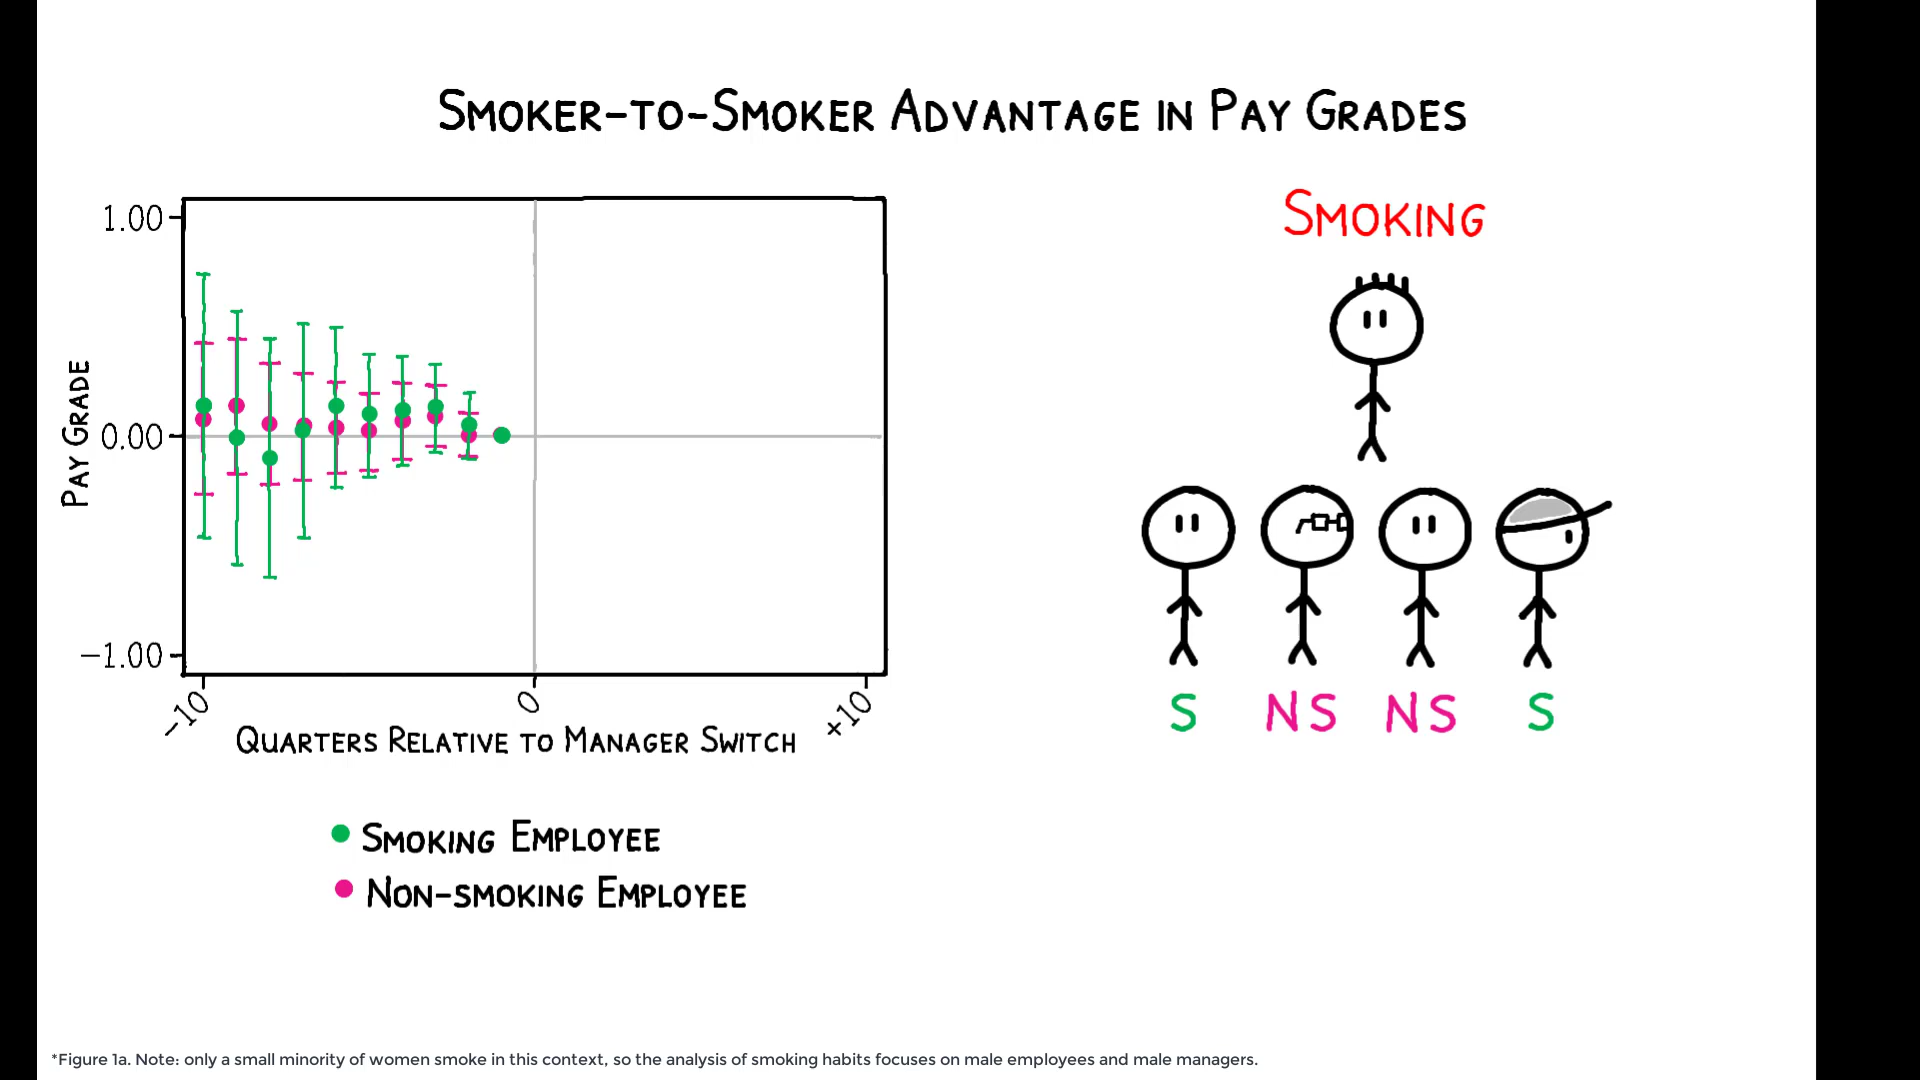 SMOKER-TO-SMOKER ADVANTAGE IN PAY GRADES
1.00
0.00
-1.00
PAY GRADE
-10
0
+10
QUARTERS RELATIVE TO MANAGER SWITCH
SMOKING EMPLOYEE
NON-SMOKING EMPLOYEE
SMOKING
S NS NS S
*Figure 1a. Note: only a small minority of women smoke in this context, so the analysis of smoking habits focuses on male employees and male managers.